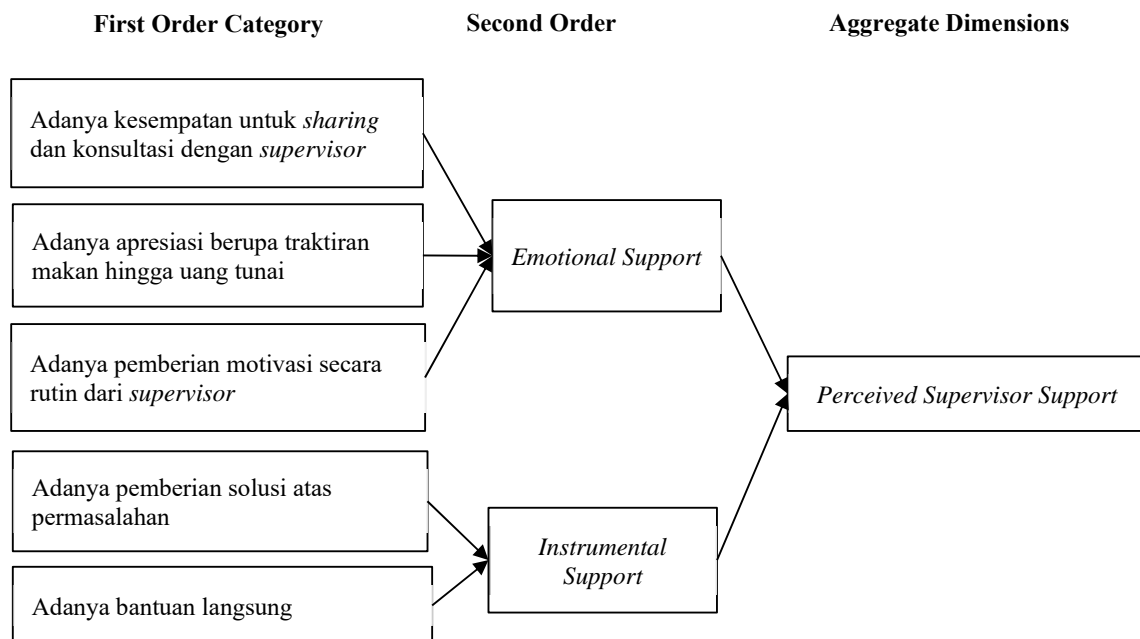 First Order Category
Second Order
Aggregate Dimensions
Adanya kesempatan untuk sharing
dan konsultasi dengan supervisor
Adanya apresiasi berupa traktiran
makan hingga uang tunai
Emotional Support
Adanya pemberian motivasi secara
rutin dari supervisor
Perceived Supervisor Support
Adanya pemberian solusi atas
permasalahan
Instrumental
Support
Adanya bantuan langsung